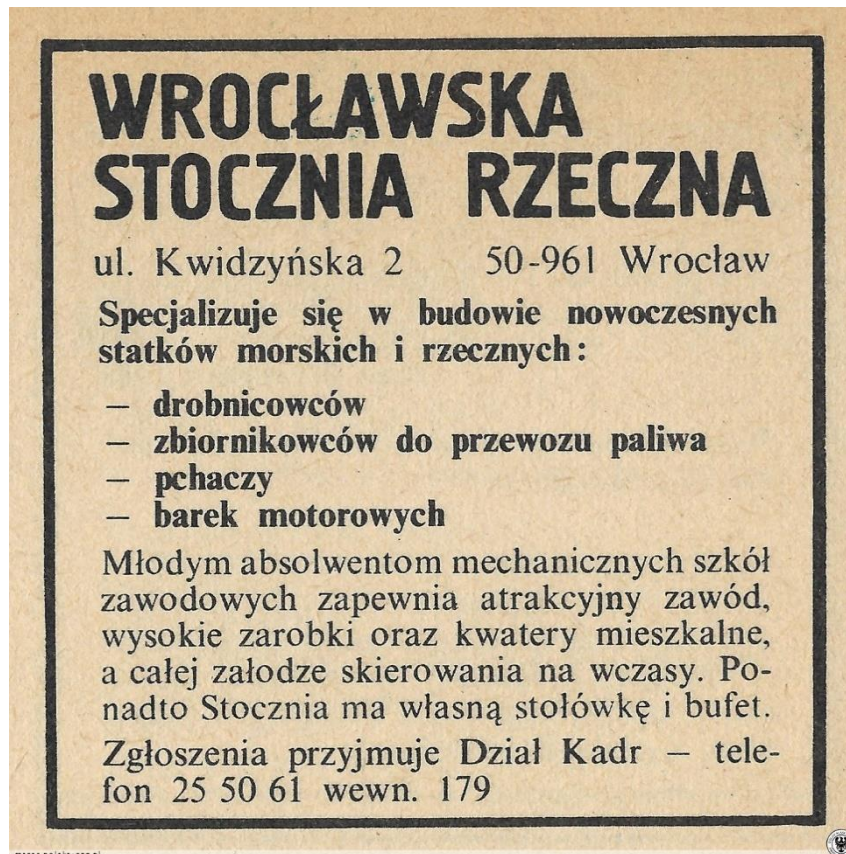 WROCŁAWSKA
STOCZNIA RZECZNA
ul. Kwidzyńska 2 50-961 Wrocław
Specjalizuje się w budowie nowoczesnych
statków morskich i rzecznych:
— drobnicowców
— zbiornikowców do przewozu paliwa
— pchaczy
— barek motorowych
Młodym absolwentom mechanicznych szkół
zawodowych zapewnia atrakcyjny zawód,
wysokie zarobki oraz kwatery mieszkalne,
a całej załodze skierowania na wczasy. Po-
nadto Stocznia ma własną stołówkę i bufet.
Zgłoszenia przyjmuje Dział Kadr — tele-
fon 25 50 61 wewn. 179